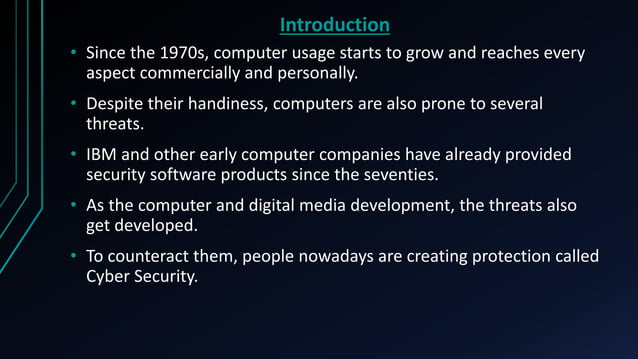 Introduction
• Since the 1970s, computer usage starts to grow and reaches every
aspect commercially and personally.
• Despite their handiness, computers are also prone to several
threats.
• IBM and other early computer companies have already provided
security software products since the seventies.
• As the computer and digital media development, the threats also
get developed.
• To counteract them, people nowadays are creating protection called
Cyber Security.